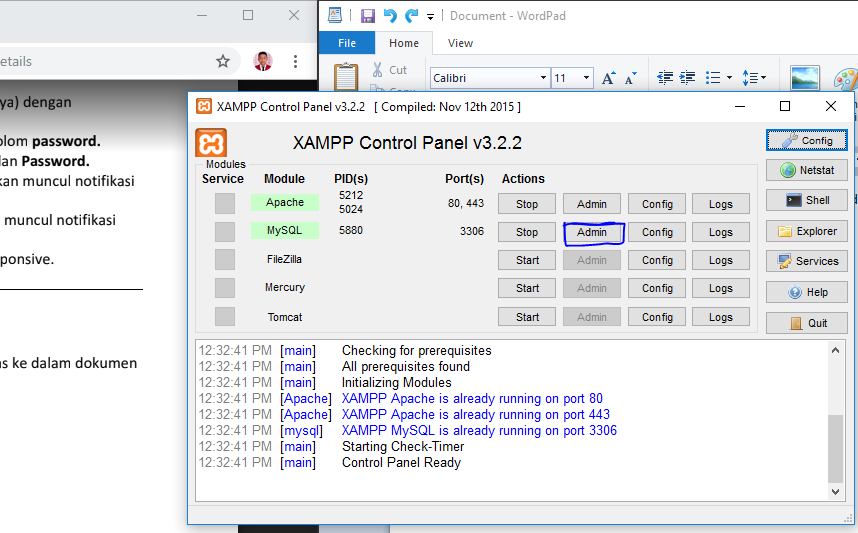 Document - WordPad
File Home View
etails
Cut
Calibri 11
Copy
ya) dengan
olom password.
lan Password.
kan muncul notifikasi
muncul notifikasi
ponsive.
as ke dalam dokumen
XAMPP Control Panel v3.2.2 [ Compiled: Nov 12th 2015 ]
XAMPP Control Panel v3.2.2
Config
Modules
Service Module PID(s) Port(s) Actions
Netstat
Apache 5212 80, 443 Stop Admin Config Logs
5024
Shell
MySQL 5880 3306 Stop Admin Config Logs
Explorer
FileZilla Start Admin Config Logs
Services
Mercury Start Admin Config Logs
Help
Tomcat Start Admin Config Logs
Quit
12:32:41 PM [main] Checking for prerequisites
12:32:41 PM [main] All prerequisites found
12:32:41 PM [main] Initializing Modules
12:32:41 PM [Apache] XAMPP Apache is already running on port 80
12:32:41 PM [Apache] XAMPP Apache is already running on port 443
12:32:41 PM [mysql] XAMPP MySQL is already running on port 3306
12:32:41 PM [main] Starting Check-Timer
12:32:41 PM [main] Control Panel Ready